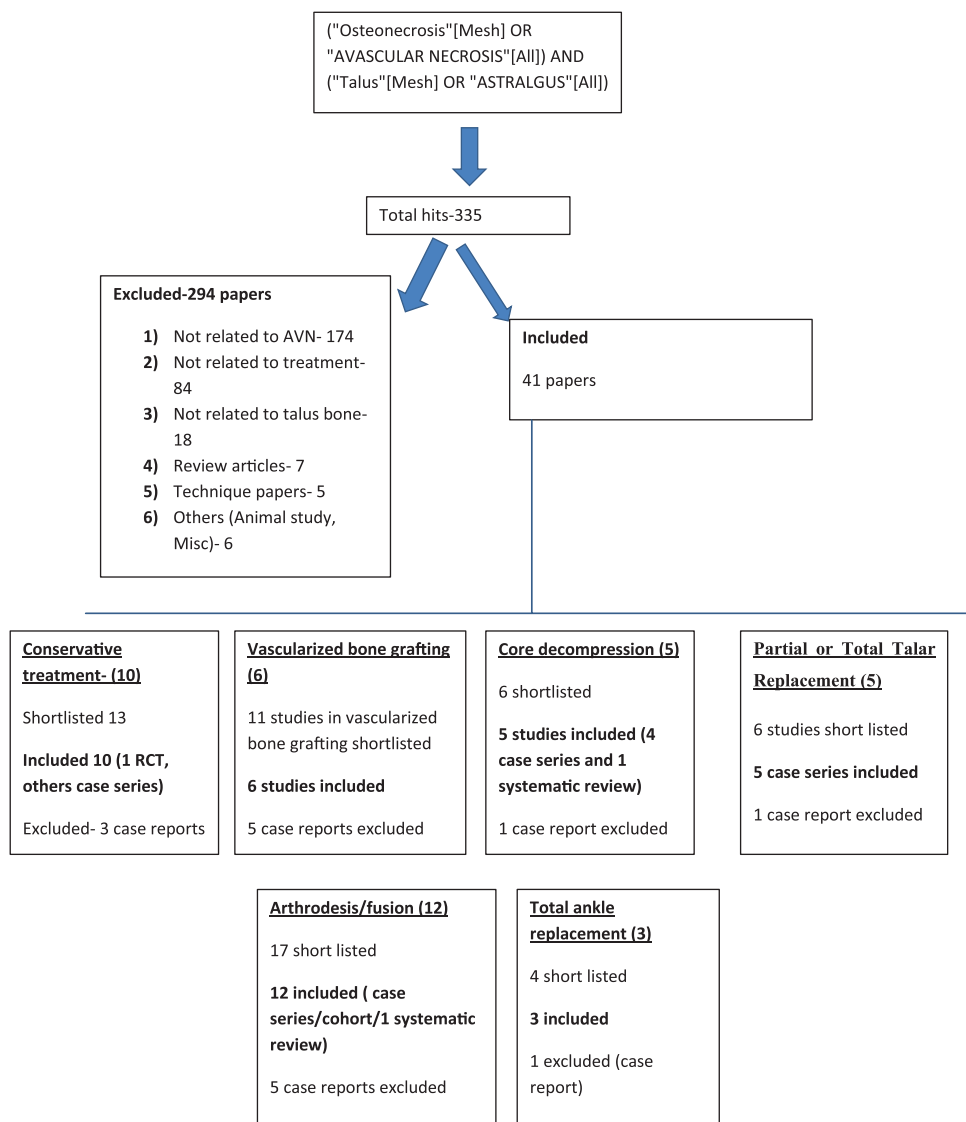 ("Osteonecrosis"[Mesh] OR
"AVASCULAR NECROSIS"[All]) AND
("Talus"[Mesh] OR "ASTRALGUS"[All])
Total hits-335
Excluded-294 papers
1) Not related to AVN- 174
2) Not related to treatment-
84
3) Not related to talus bone-
18
4) Review articles- 7
5) Technique papers- 5
6) Others (Animal study,
Misc)- 6
Included
41 papers
Conservative
treatment- (10)
Shortlisted 13
Included 10 (1 RCT,
others case series)
Excluded- 3 case reports
Vascularized bone grafting
(6)
11 studies in vascularized
bone grafting shortlisted
6 studies included
5 case reports excluded
Core decompression (5)
6 shortlisted
5 studies included (4
case series and 1
systematic review)
1 case report excluded
Partial or Total Talar
Replacement (5)
6 studies short listed
5 case series included
1 case report excluded
Arthrodesis/fusion (12)
17 short listed
12 included ( case
series/cohort/1 systematic
review)
5 case reports excluded
Total ankle
replacement (3)
4 short listed
3 included
1 excluded (case
report)